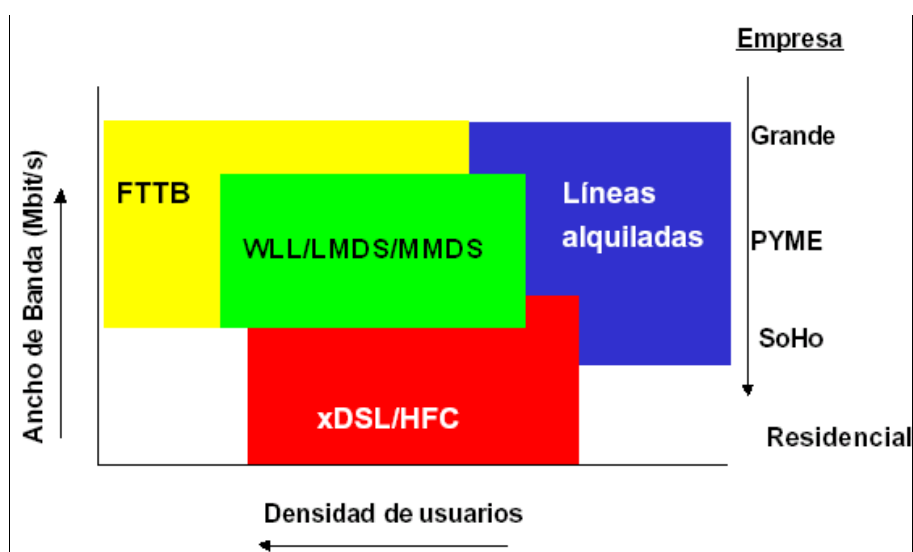 Empresa
Grande
FTTB
Líneas
alquiladas
WLL/LMDS/MMDS
PYME
SoHo
xDSL/HFC
Residencial
Ancho de Banda (Mbit/s)
Densidad de usuarios